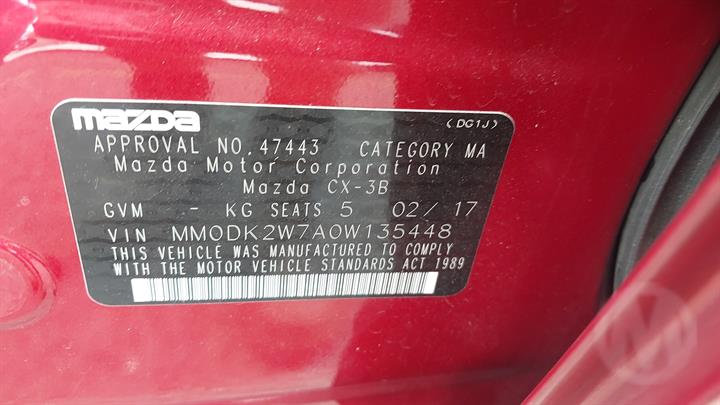 mazda
(DG1J)
APPROVAL NO.47443 CATEGORY MA
Mazda Motor Corporation
Mazda CX-3B
GVM - KG SEATS 5 02/17
VIN MM0DK2W7A0W135448
THIS VEHICLE WAS MANUFACTURED TO COMPLY
WITH THE MOTOR VEHICLE STANDARDS ACT 1989
M